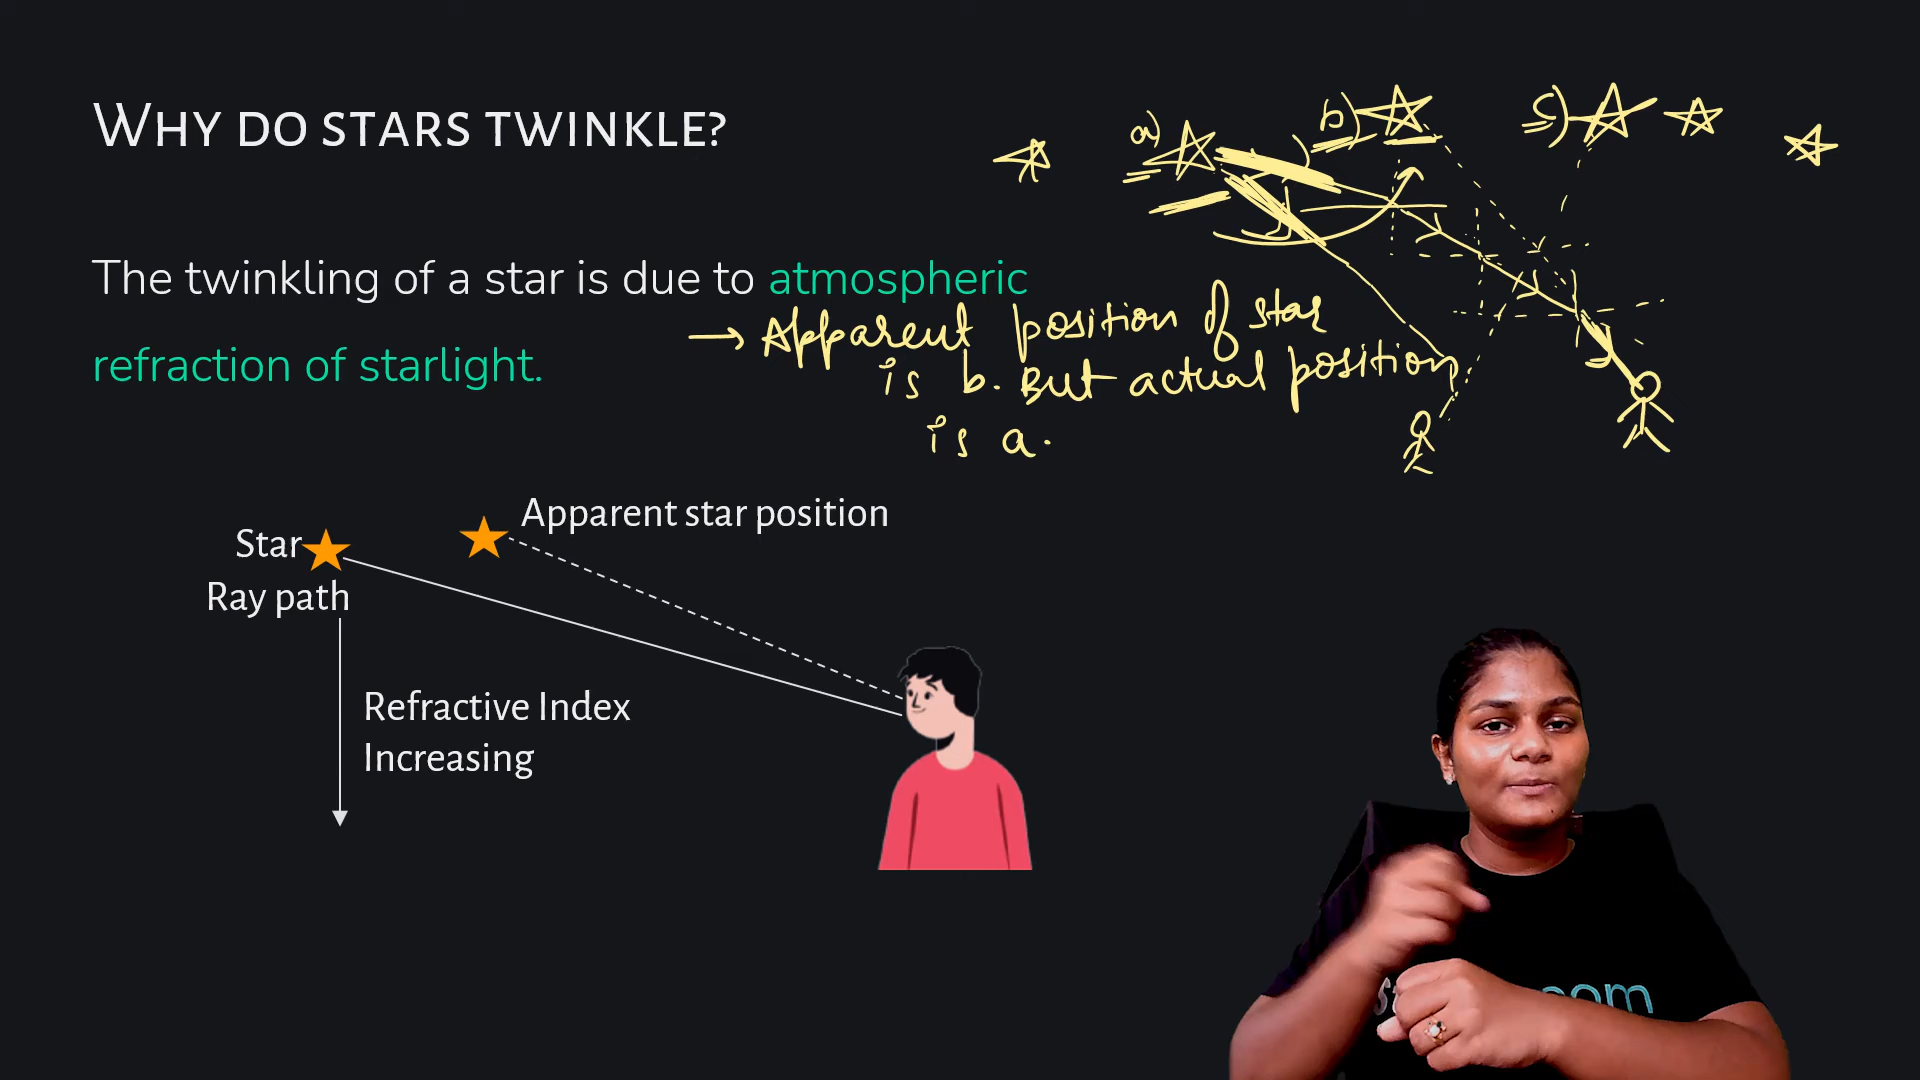 WHY DO STARS TWINKLE?
a)
b)
c)
The twinkling of a star is due to atmospheric
refraction of starlight.
→ Apparent position of star
is b. But actual position
is a.
Apparent star position
Star
Ray path
Refractive Index
Increasing